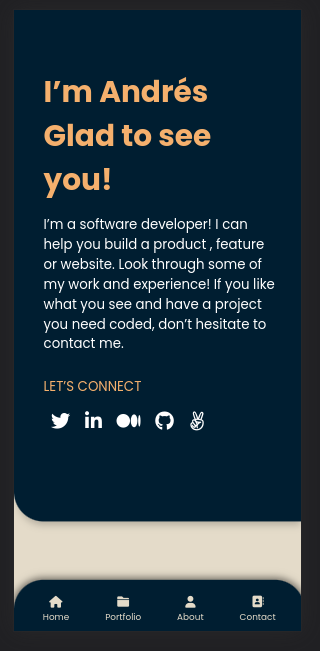 I’m Andrés
Glad to see
you!
I’m a software developer! I can
help you build a product , feature
or website. Look through some of
my work and experience! If you like
what you see and have a project
you need coded, don’t hesitate to
contact me.
LET’S CONNECT
Home Portfolio About Contact